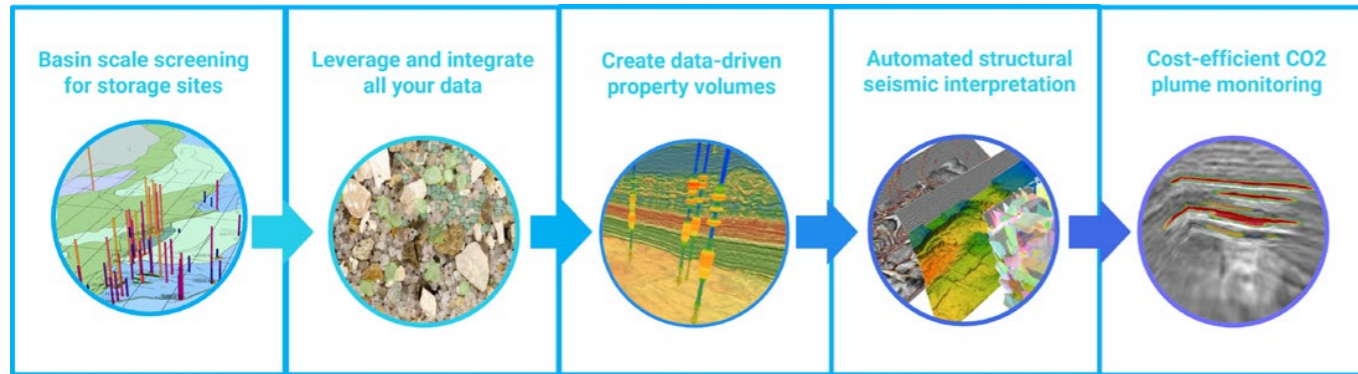 Basin scale screening
for storage sites
Leverage and integrate
all your data
Create data-driven
property volumes
Automated structural
seismic interpretation
Cost-efficient CO2
plume monitoring